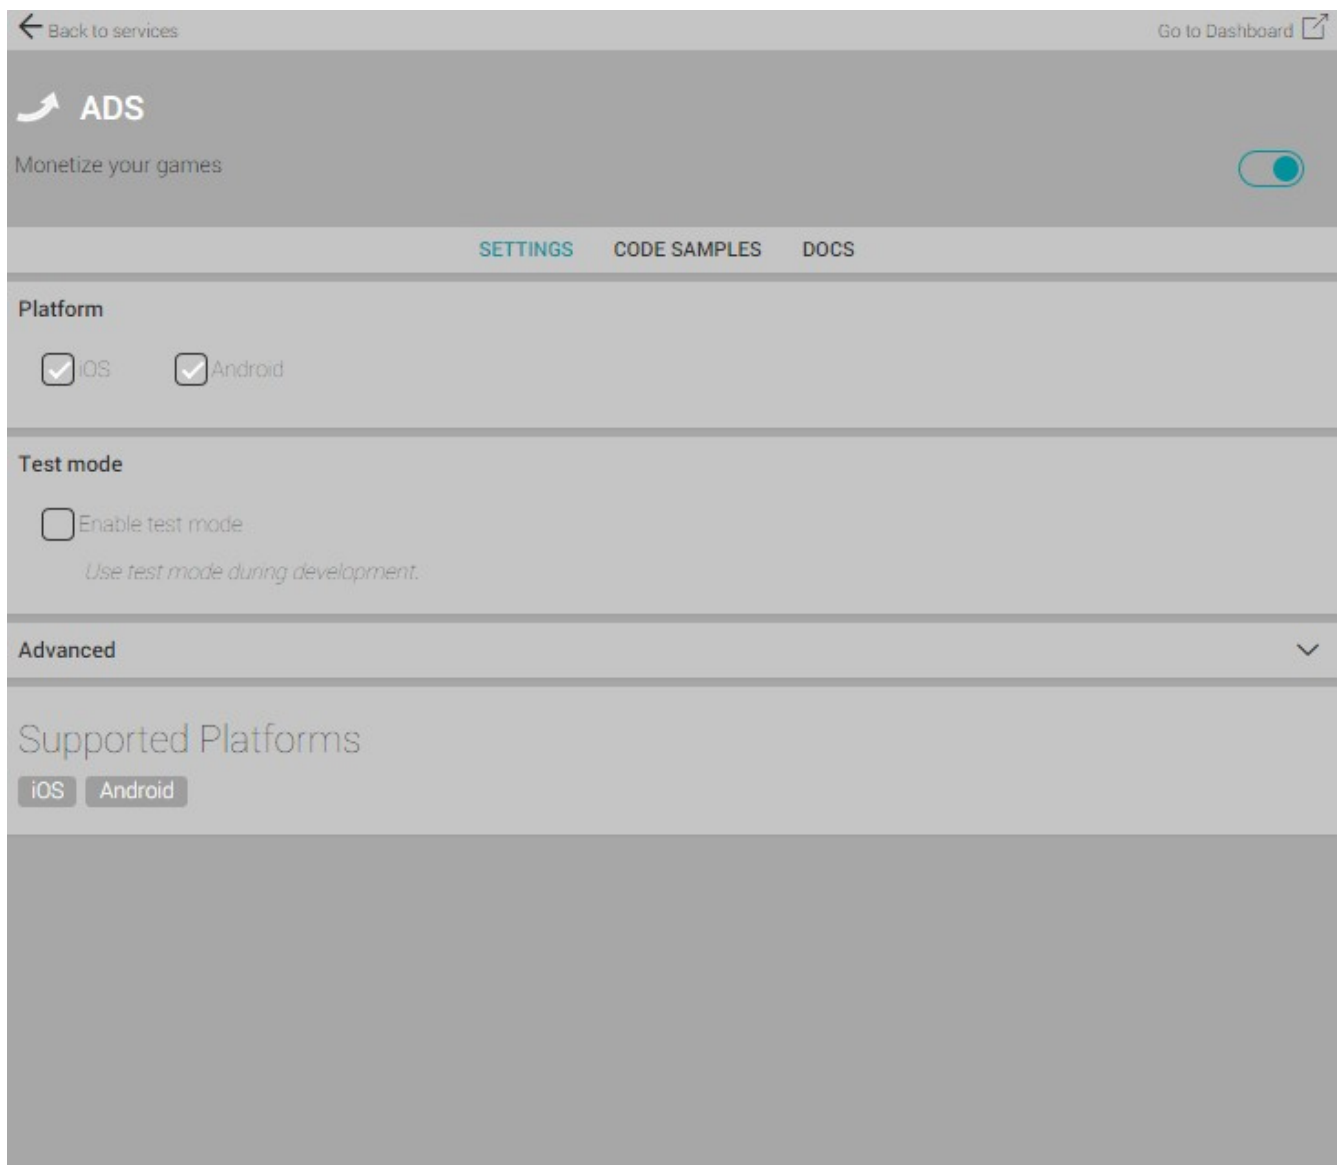 Back to services
Go to Dashboard
ADS
Monetize your games
SETTINGS CODE SAMPLES DOCS
Platform
iOS Android
Test mode
Enable test mode
Use test mode during development.
Advanced
Supported Platforms
iOS Android